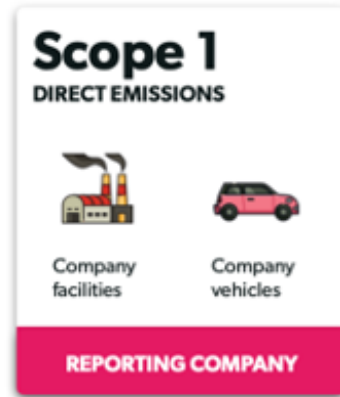 Scope 1
DIRECT EMISSIONS
Company
facilities
Company
vehicles
REPORTING COMPANY